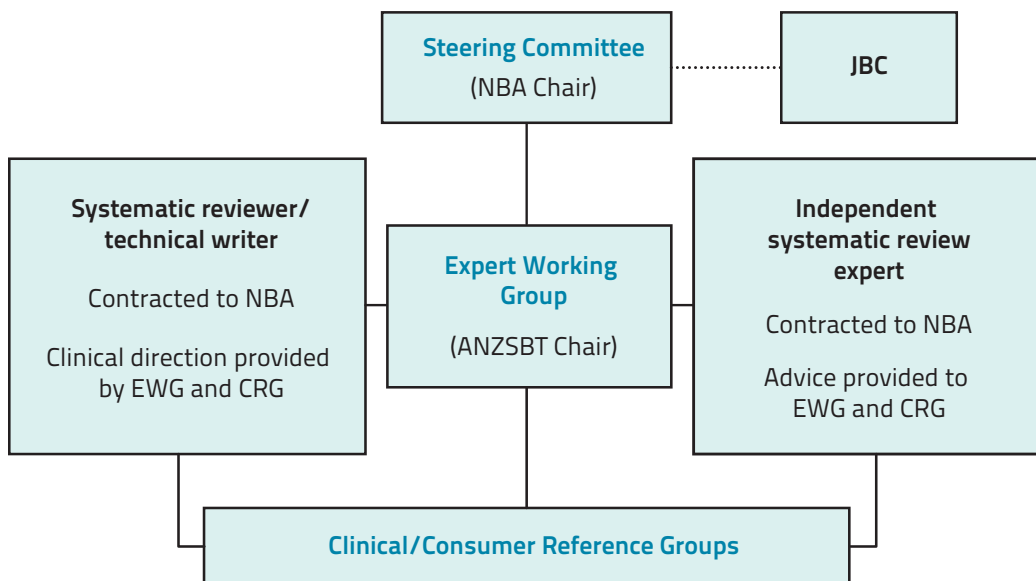 Steering Committee
(NBA Chair)
JBC
Systematic reviewer/
technical writer
Contracted to NBA
Clinical direction provided
by EWG and CRG
Expert Working
Group
(ANZSBT Chair)
Independent
systematic review
expert
Contracted to NBA
Advice provided to
EWG and CRG
Clinical/Consumer Reference Groups